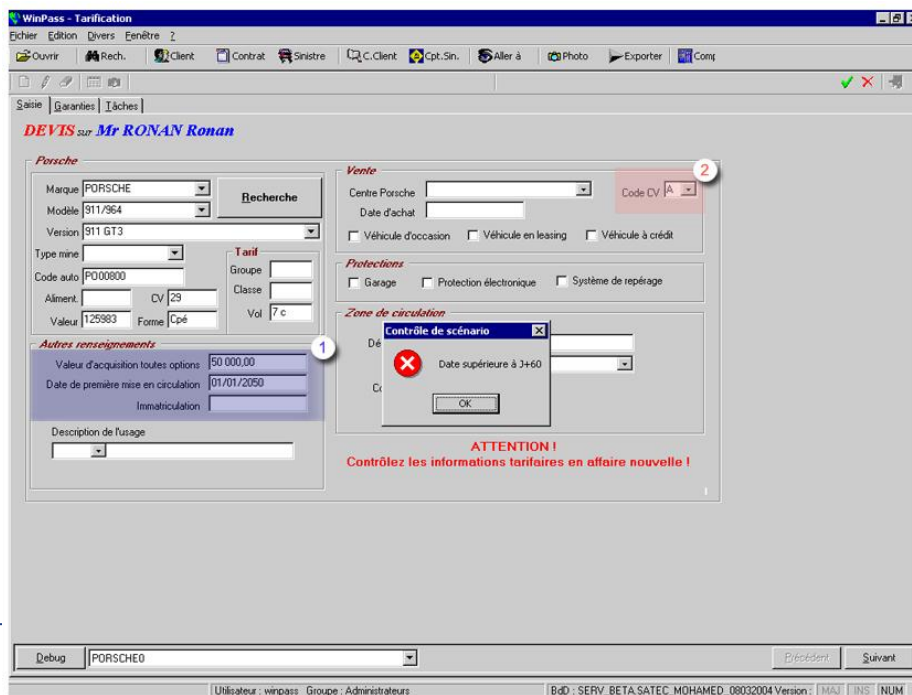 WinPass - Tarification
Fichier Edition Divers Fenêtre ?
Ouvrir Rech. Client Contrat Sinistre C.Client Cpt.Sin. Aller à Photo Exporter Comp
Saisie Garanties Tâches
DEVIS sur Mr RONAN Ronan
Porsche
Marque PORSCHE
Recherche
Modèle 911/964
Version 911 GT3
Type mine
Tarif
Groupe
Code auto PO00800
Classe
Aliment. CV 29
Vol 7 c
Valeur 125983 Forme Cpé
Vente
2
Centre Porsche
Code CV A
Date d'achat
Véhicule d'occasion Véhicule en leasing Véhicule à crédit
Protections
Garage Protection électronique Système de repérage
Zone de circulation
Dé
Co
Contrôle de scénario
Date supérieure à J+60
OK
Autres renseignements
1
Valeur d'acquisition toutes options 50 000,00
Date de première mise en circulation 01/01/2050
Immatriculation
Description de l'usage
ATTENTION !
Contrôlez les informations tarifaires en affaire nouvelle !
Debug PORSCHE0
Précédent Suivant
Utilisateur : winpass Groupe : Administrateurs
BdD : SERV_BETA.SATEC_MOHAMED_08032004 Version : MAJ INS NUM